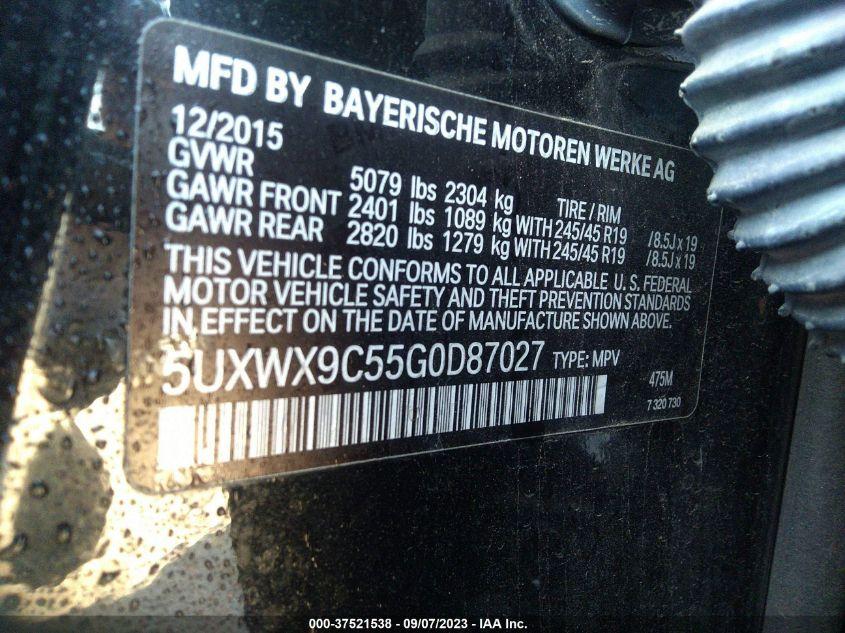 MFD BY BAYERISCHE MOTOREN WERKE AG
12/2015
GVWR 5079 lbs 2304 kg TIRE / RIM
GAWR FRONT 2401 lbs 1089 kg WITH 245/45 R19 /8.5J x 19
GAWR REAR 2820 lbs 1279 kg WITH 245/45 R19 /8.5J x 19
THIS VEHICLE CONFORMS TO ALL APPLICABLE U. S. FEDERAL
MOTOR VEHICLE SAFETY AND THEFT PREVENTION STANDARDS
IN EFFECT ON THE DATE OF MANUFACTURE SHOWN ABOVE.
5UXWX9C55G0D87027 TYPE: MPV
475M
7 320 730
000-37521538 - 09/07/2023 - IAA Inc.